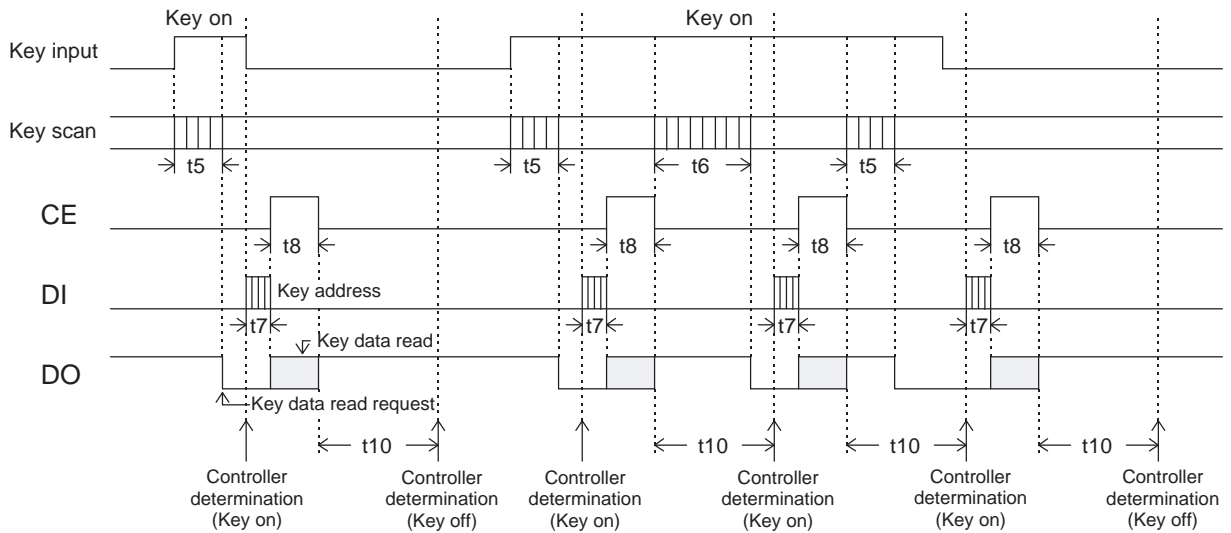 Key on
Key on
Key input
Key scan
t5
t5
t6
t5
CE
t8
t8
t8
t8
DI
Key address
t7
t7
t7
t7
Key data read
DO
Key data read request
t10
t10
t10
t10
Controller
determination
(Key on)
Controller
determination
(Key off)
Controller
determination
(Key on)
Controller
determination
(Key on)
Controller
determination
(Key on)
Controller
determination
(Key off)